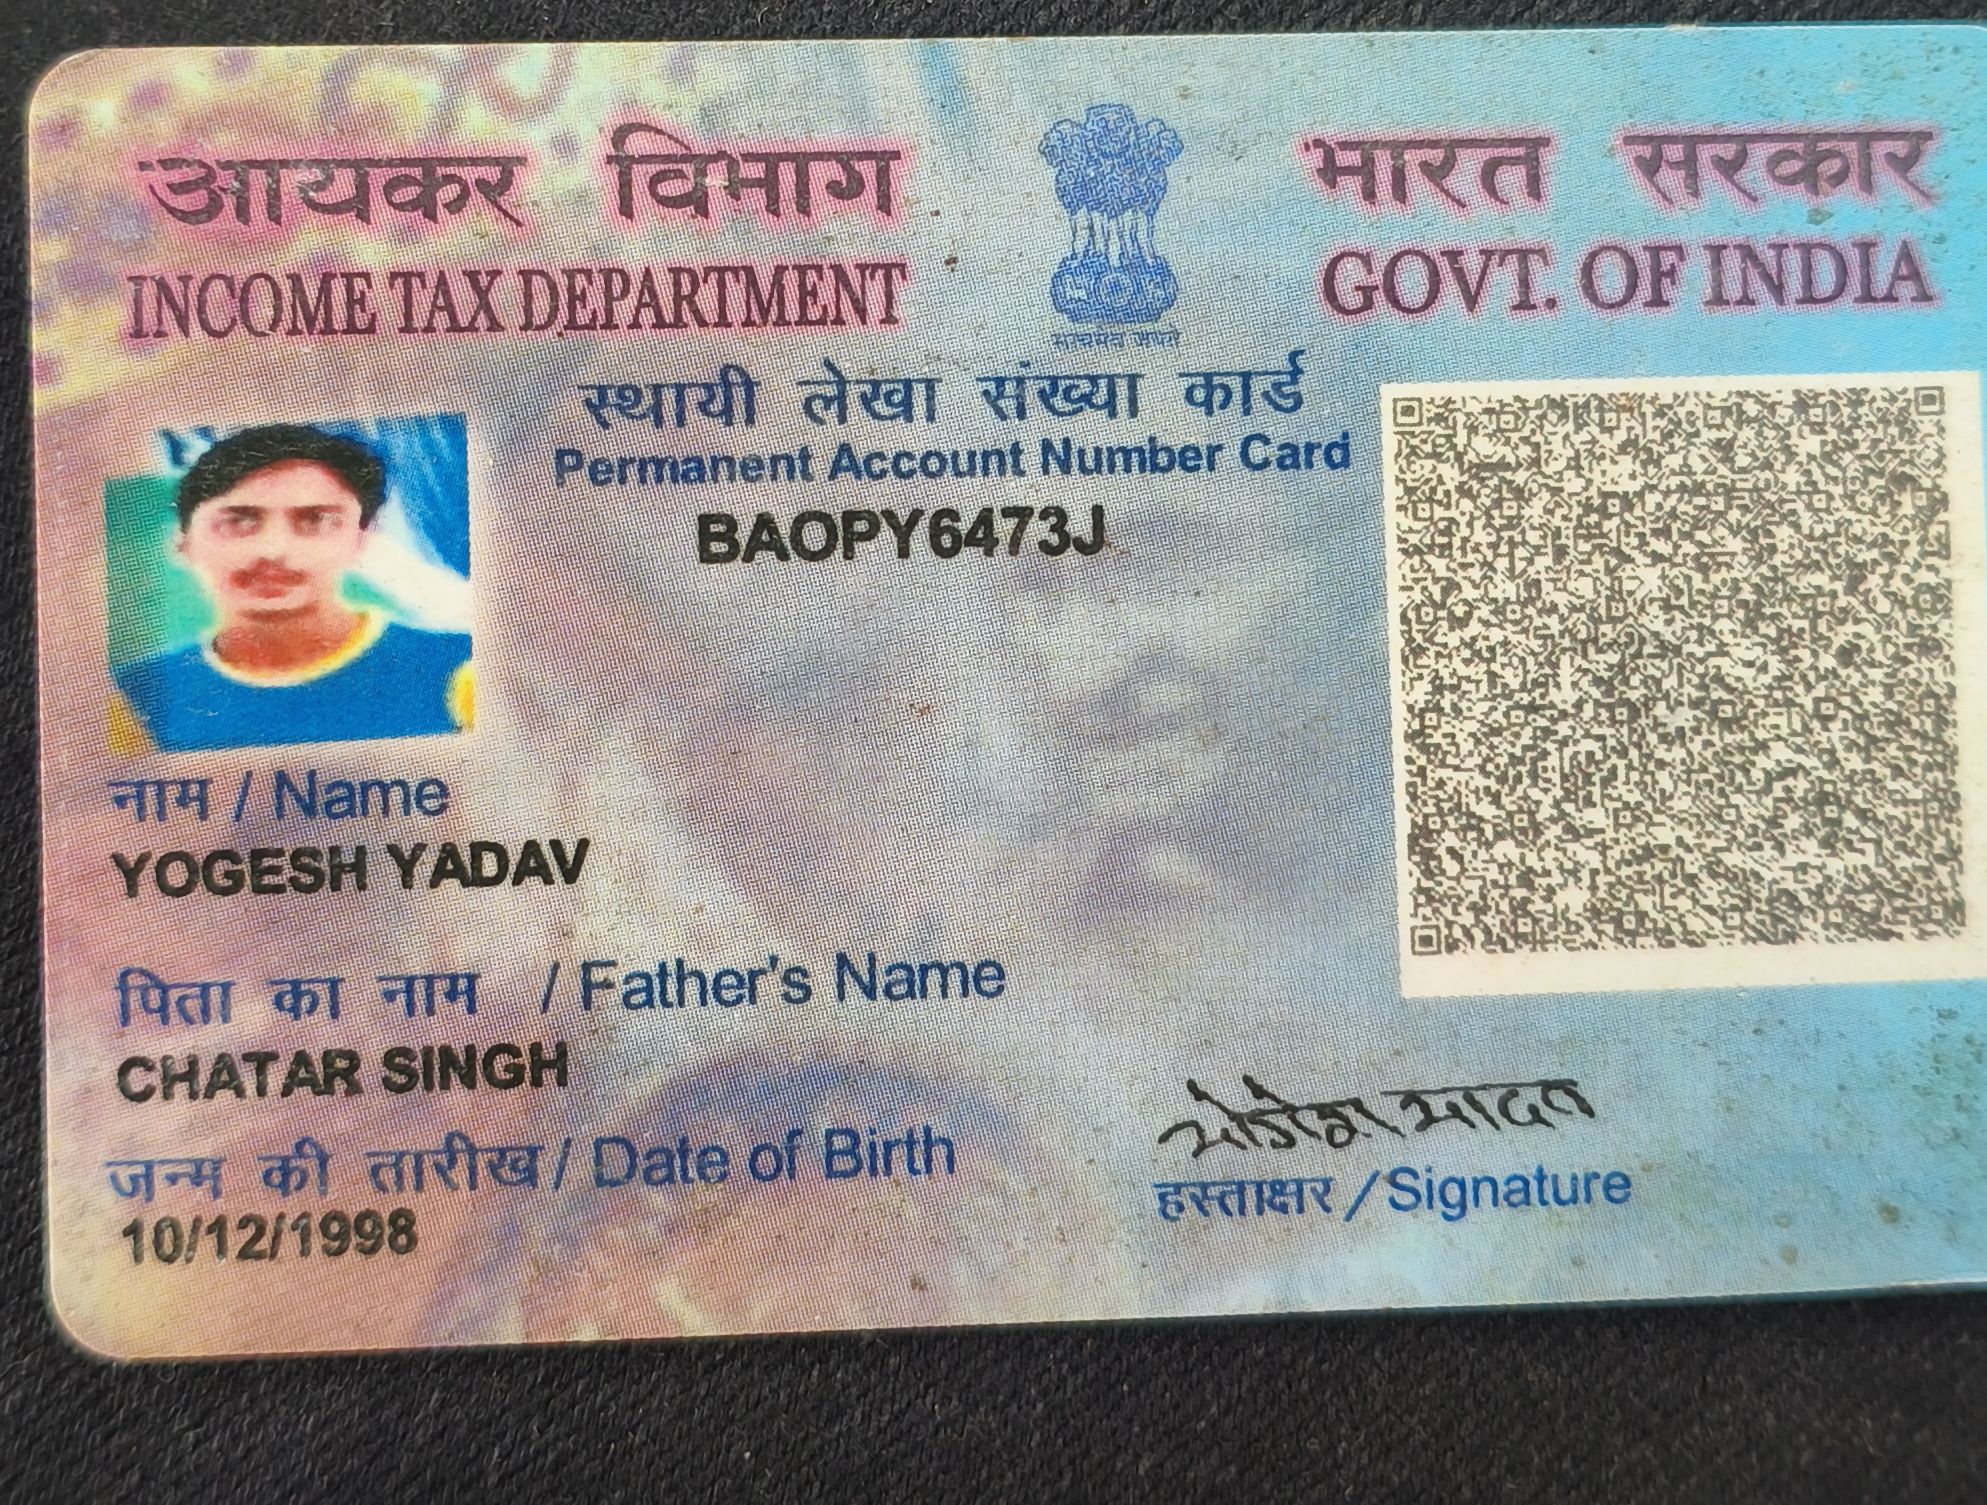 आयकर विभाग
INCOME TAX DEPARTMENT
सत्यमेव जयते
भारत सरकार
GOVT. OF INDIA
स्थायी लेखा संख्या कार्ड
Permanent Account Number Card
BAOPY6473J
नाम / Name
YOGESH YADAV
पिता का नाम / Father's Name
CHATAR SINGH
जन्म की तारीख / Date of Birth
10/12/1998
योगेश यादव
हस्ताक्षर / Signature